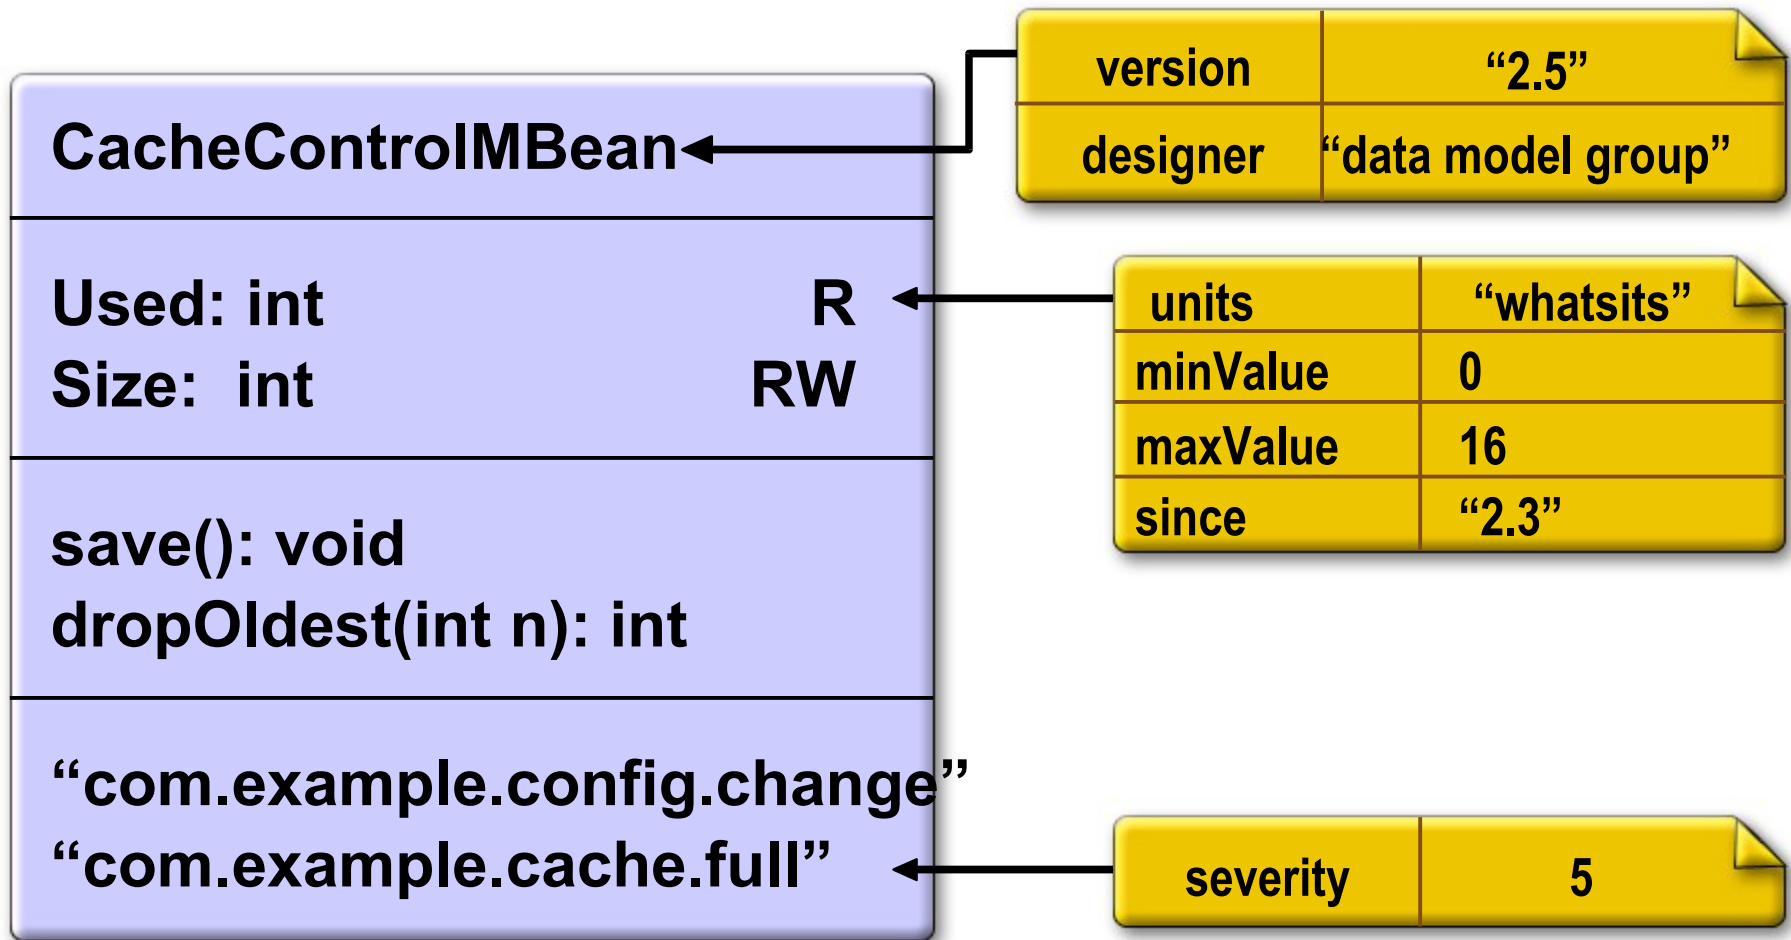 CacheControlMBean
Used: int R
Size: int RW
save(): void
dropOldest(int n): int
“com.example.config.change”
“com.example.cache.full”
version “2.5”
designer “data model group”
units “whatsits”
minValue 0
maxValue 16
since “2.3”
severity 5